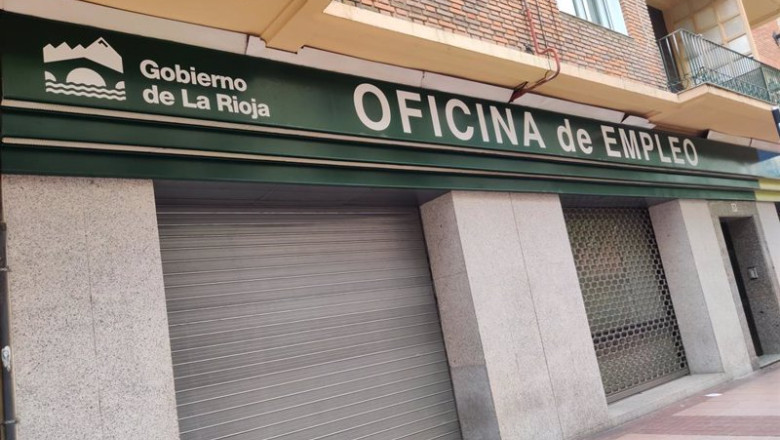 Gobierno
de La Rioja
OFICINA de EMPLEO